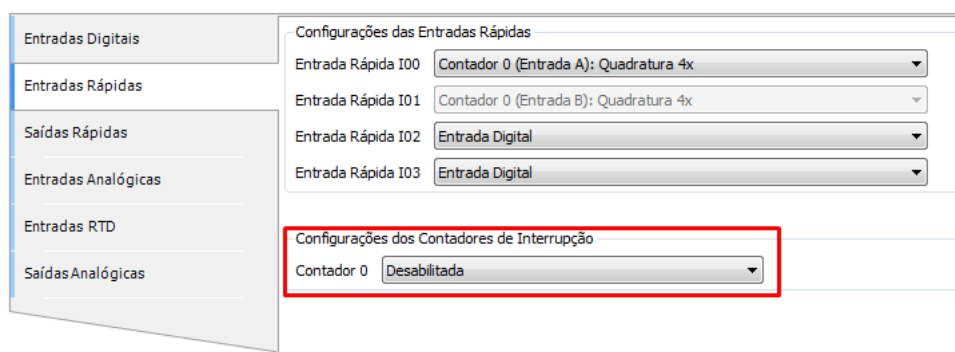 Entradas Digitais
Entradas Rápidas
Saídas Rápidas
Entradas Analógicas
Entradas RTD
Saídas Analógicas
Configurações das Entradas Rápidas
Entrada Rápida I00 Contador 0 (Entrada A): Quadratura 4x
Entrada Rápida I01 Contador 0 (Entrada B): Quadratura 4x
Entrada Rápida I02 Entrada Digital
Entrada Rápida I03 Entrada Digital
Configurações dos Contadores de Interrupção
Contador 0 Desabilitada